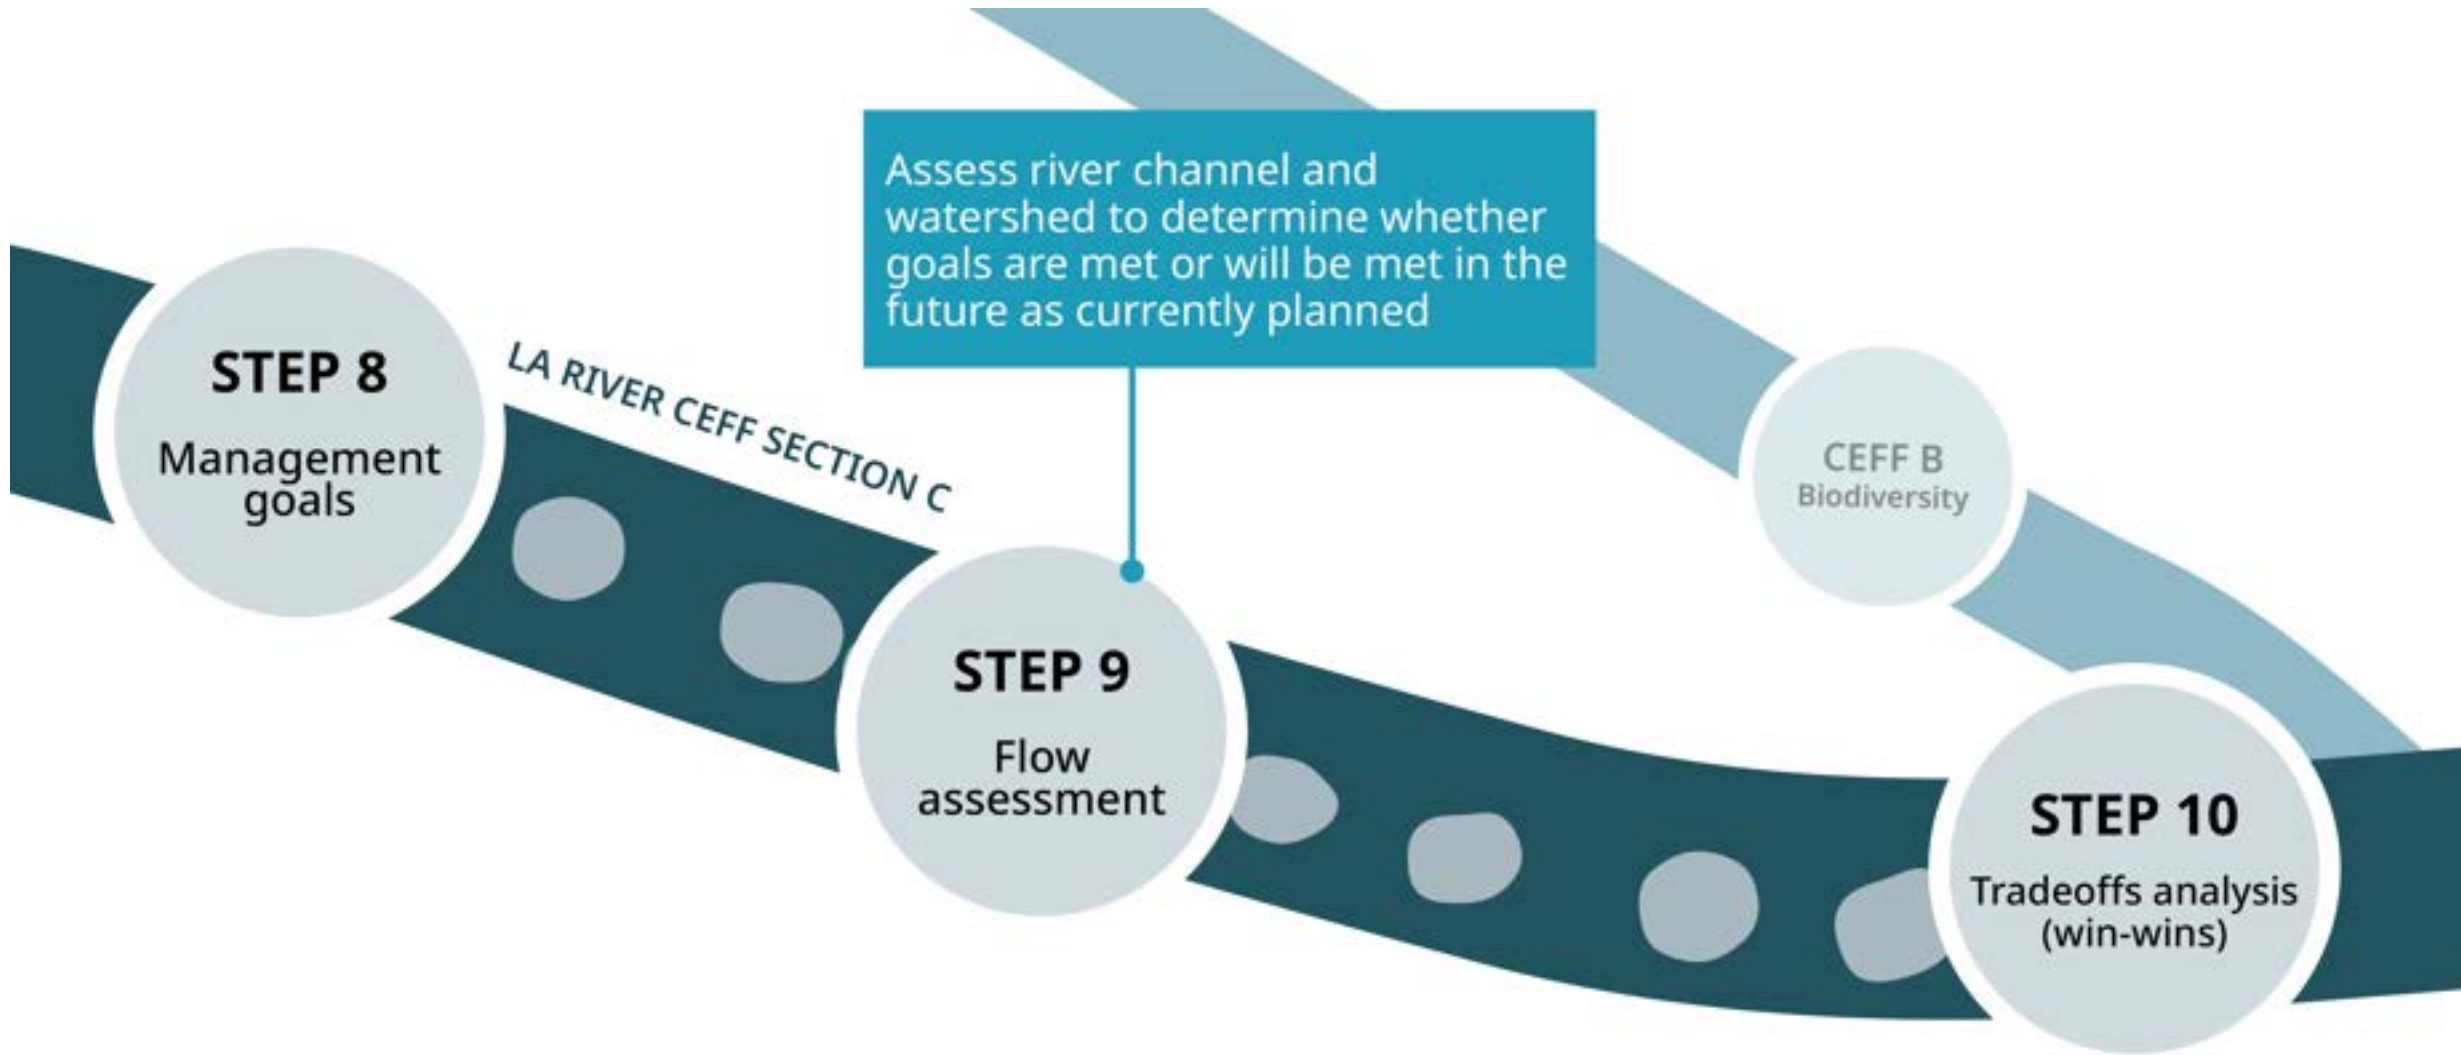 Assess river channel and
watershed to determine whether
goals are met or will be met in the
future as currently planned
STEP 8
Management
goals
LA RIVER CEFF SECTION C
CEFF B
Biodiversity
STEP 9
Flow
assessment
STEP 10
Tradeoffs analysis
(win-wins)